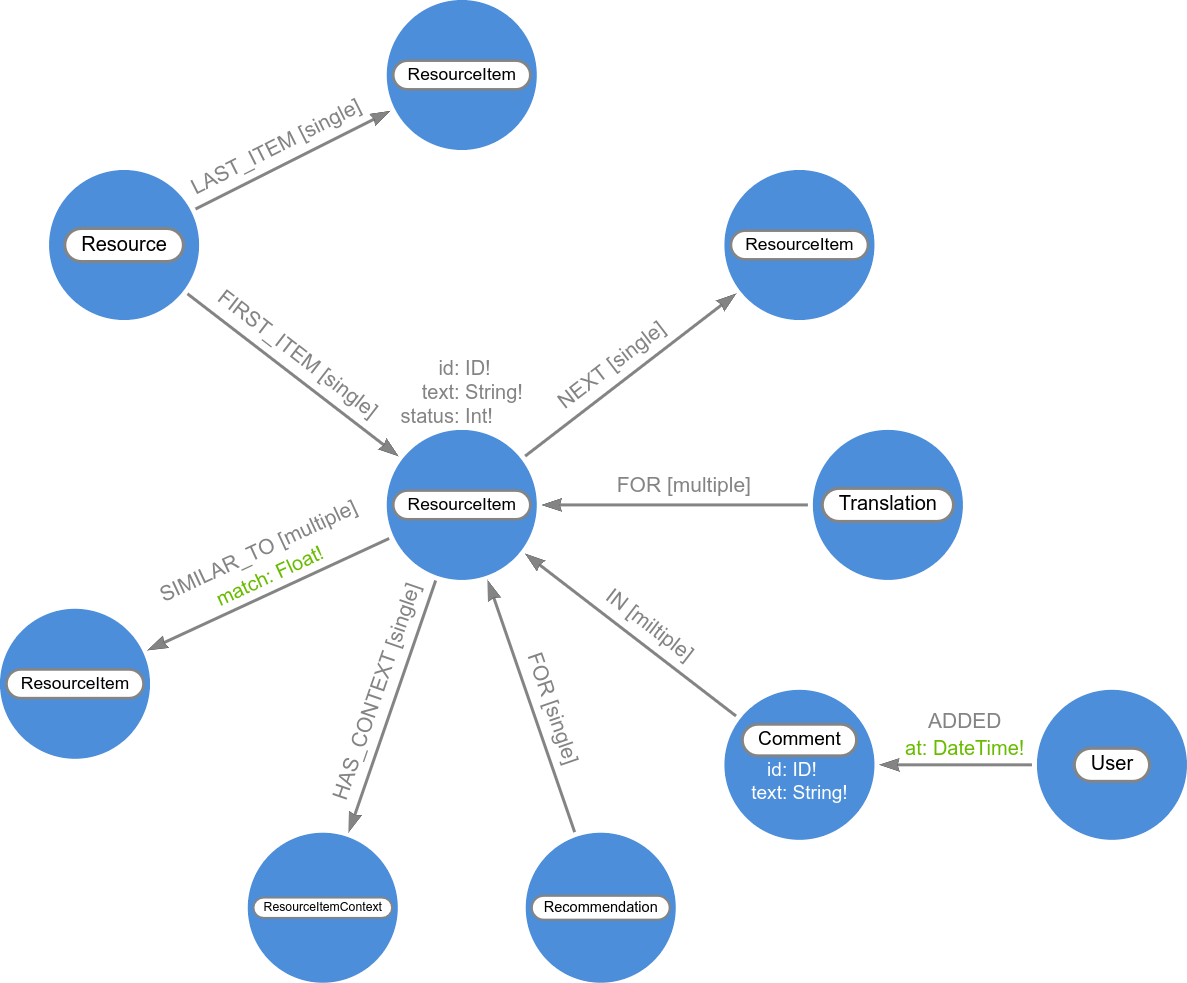 ResourceItem
LAST_ITEM [single]
Resource
ResourceItem
FIRST_ITEM [single]
NEXT [single]
id: ID!
text: String!
status: Int!
ResourceItem
FOR [multiple]
Translation
SIMILAR_TO [multiple]
match: Float!
IN [miltiple]
HAS_CONTEXT [single]
FOR [single]
ResourceItem
Comment
id: ID!
text: String!
ADDED
at: DateTime!
User
ResourceItemContext
Recommendation